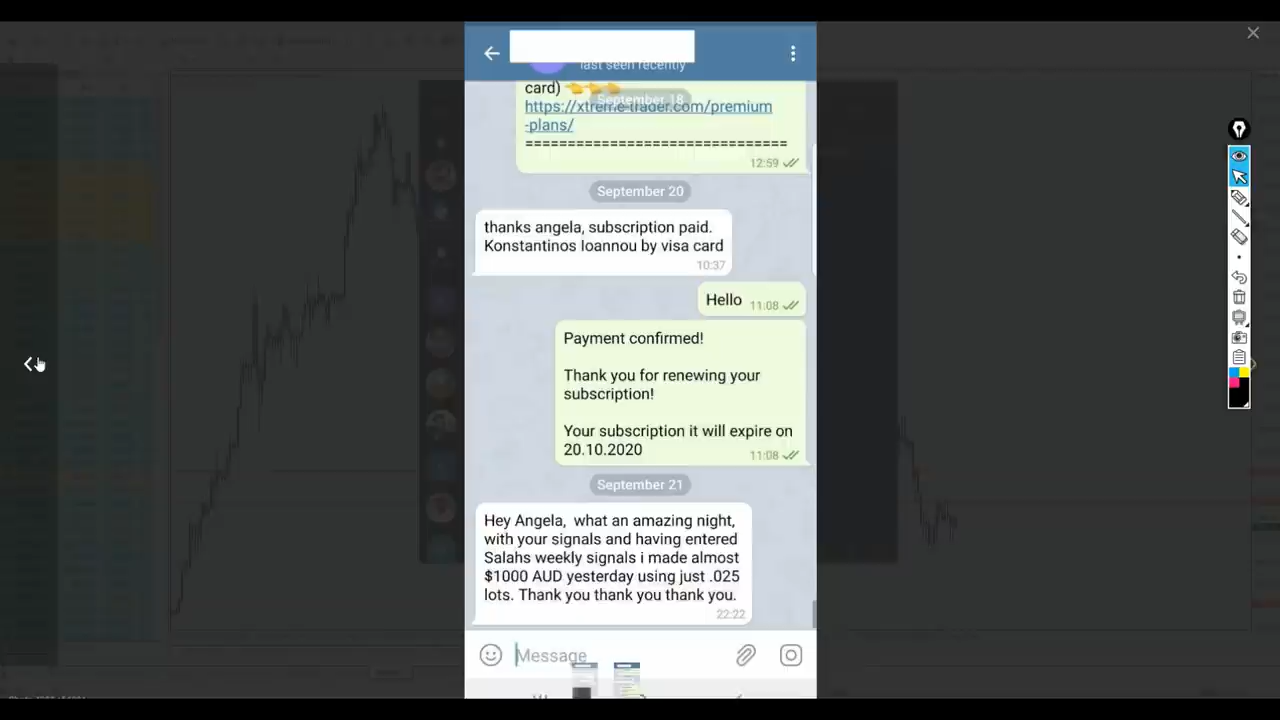 last seen recently
card) 👈👈👈
September 18
https://xtreme-trader.com/premium
-plans/
===============================
12:59
September 20
thanks angela, subscription paid.
Konstantinos Ioannou by visa card
10:37
Hello 11:08
Payment confirmed!
Thank you for renewing your
subscription!
Your subscription it will expire on
20.10.2020
11:08
September 21
Hey Angela, what an amazing night,
with your signals and having entered
Salahs weekly signals i made almost
$1000 AUD yesterday using just .025
lots. Thank you thank you thank you.
22:22
Message